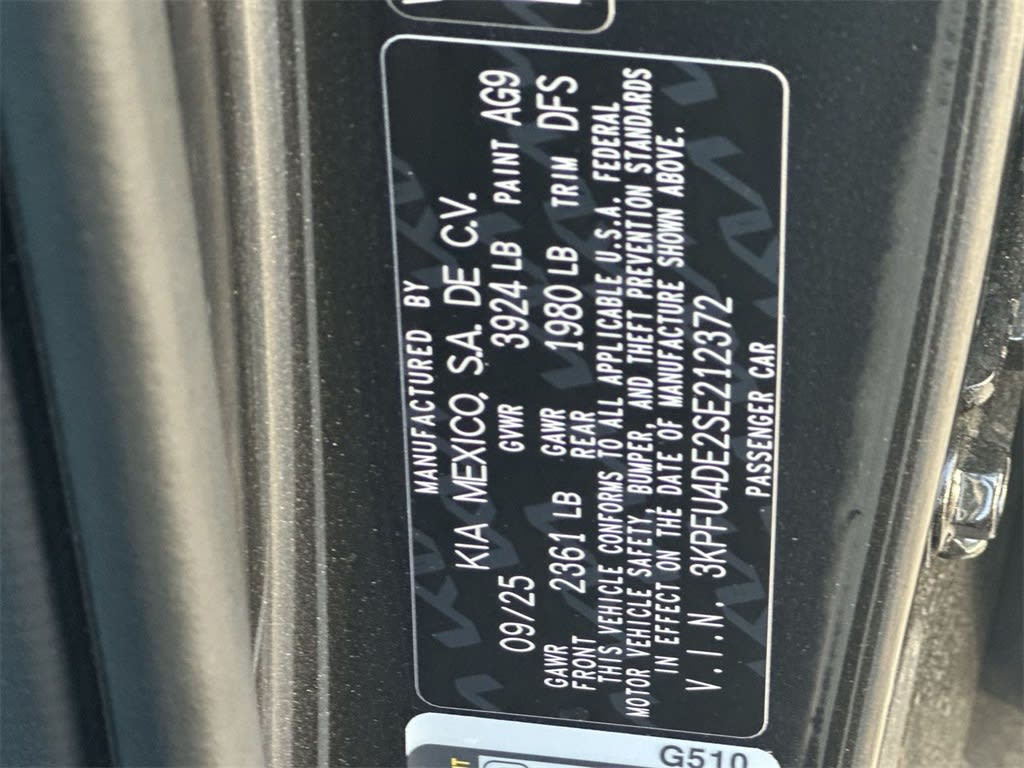 MANUFACTURED BY
KIA MEXICO, S.A. DE C.V.
09/25 GVWR 3924 LB PAINT AG9
GAWR FRONT 2361 LB GAWR REAR 1980 LB TRIM DFS
THIS VEHICLE CONFORMS TO ALL APPLICABLE U.S.A. FEDERAL
MOTOR VEHICLE SAFETY, BUMPER, AND THEFT PREVENTION STANDARDS
IN EFFECT ON THE DATE OF MANUFACTURE SHOWN ABOVE.
V.I.N. 3KPFU4DE2SE212372
PASSENGER CAR
G510